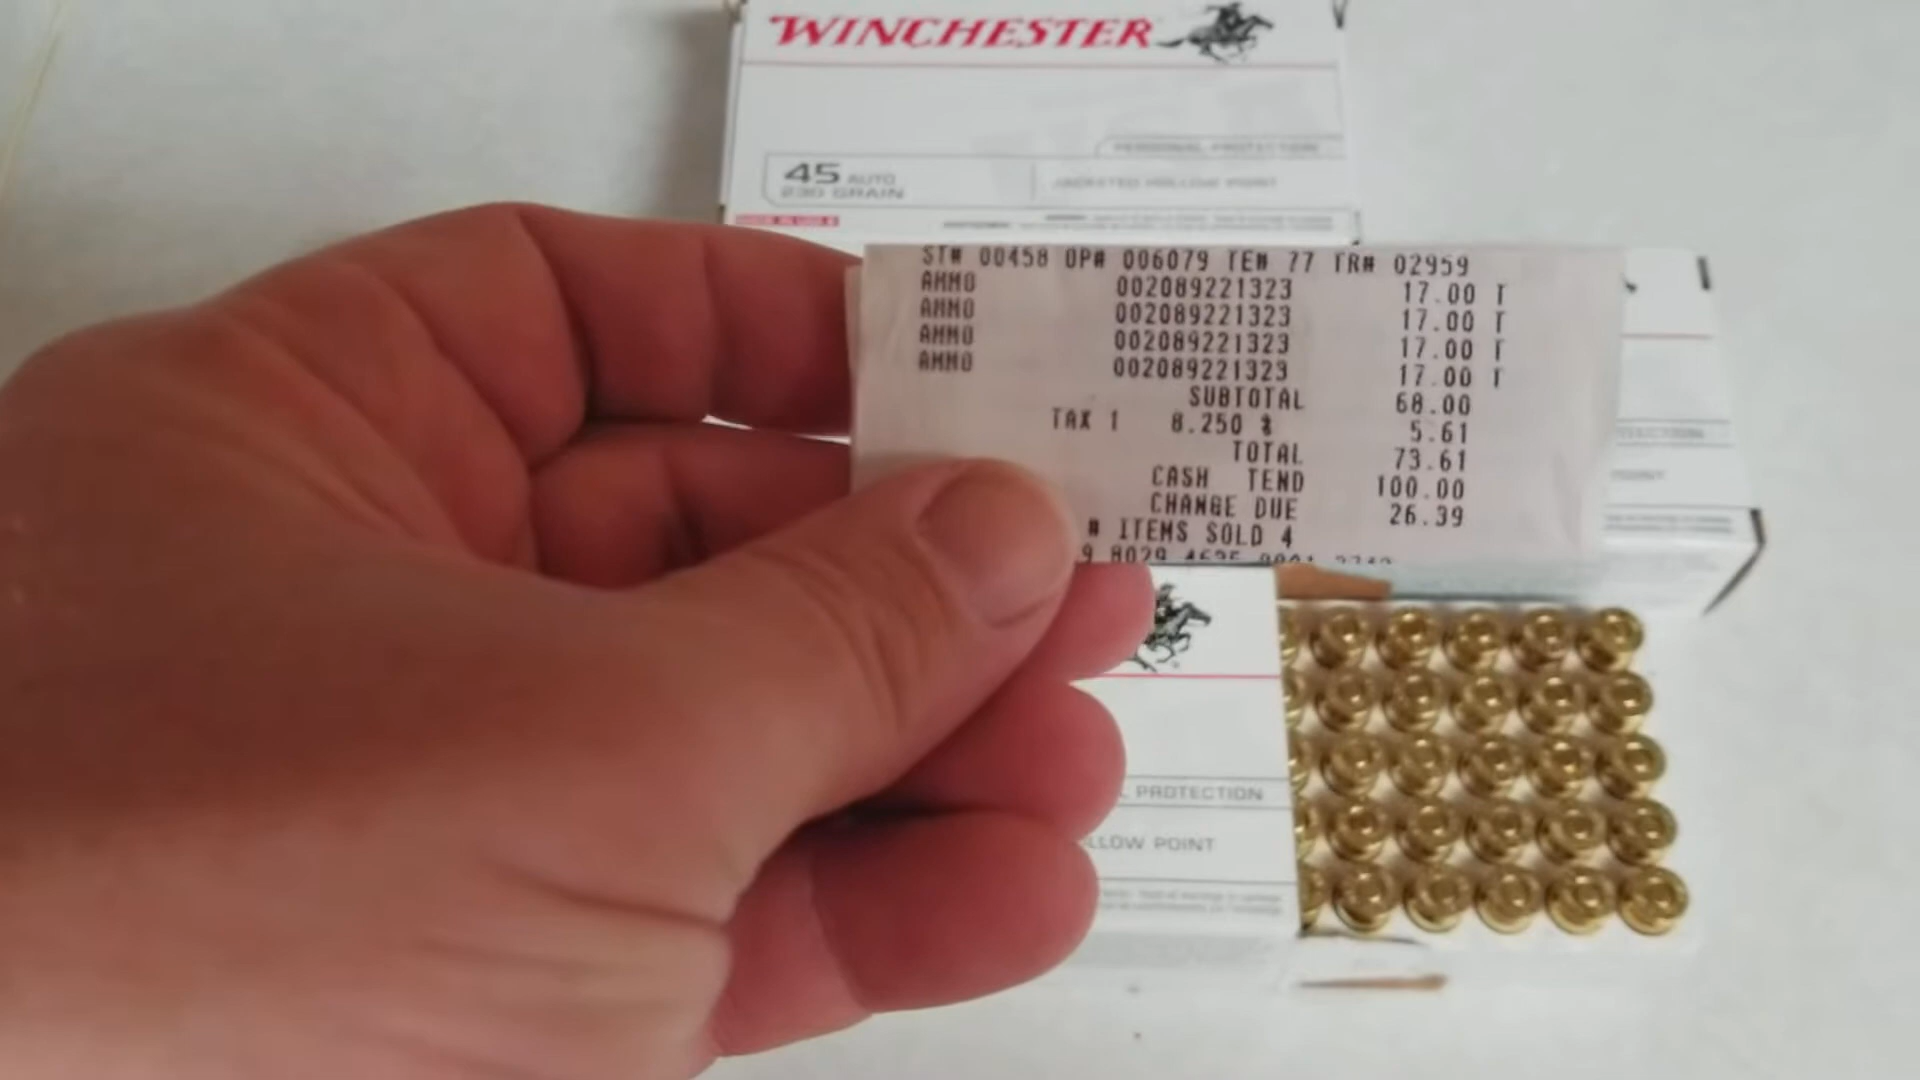 WINCHESTER
PERSONAL PROTECTION
45 AUTO
230 GRAIN
JACKETED HOLLOW POINT
ST# 00458 OP# 006079 TE# 77 TR# 02959
AMMO 002089221323 17.00 T
AMMO 002089221323 17.00 T
AMMO 002089221323 17.00 T
AMMO 002089221323 17.00 T
SUBTOTAL 68.00
TAX 1 8.250 % 5.61
TOTAL 73.61
CASH TEND 100.00
CHANGE DUE 26.39
# ITEMS SOLD 4
L PROTECTION
LLOW POINT